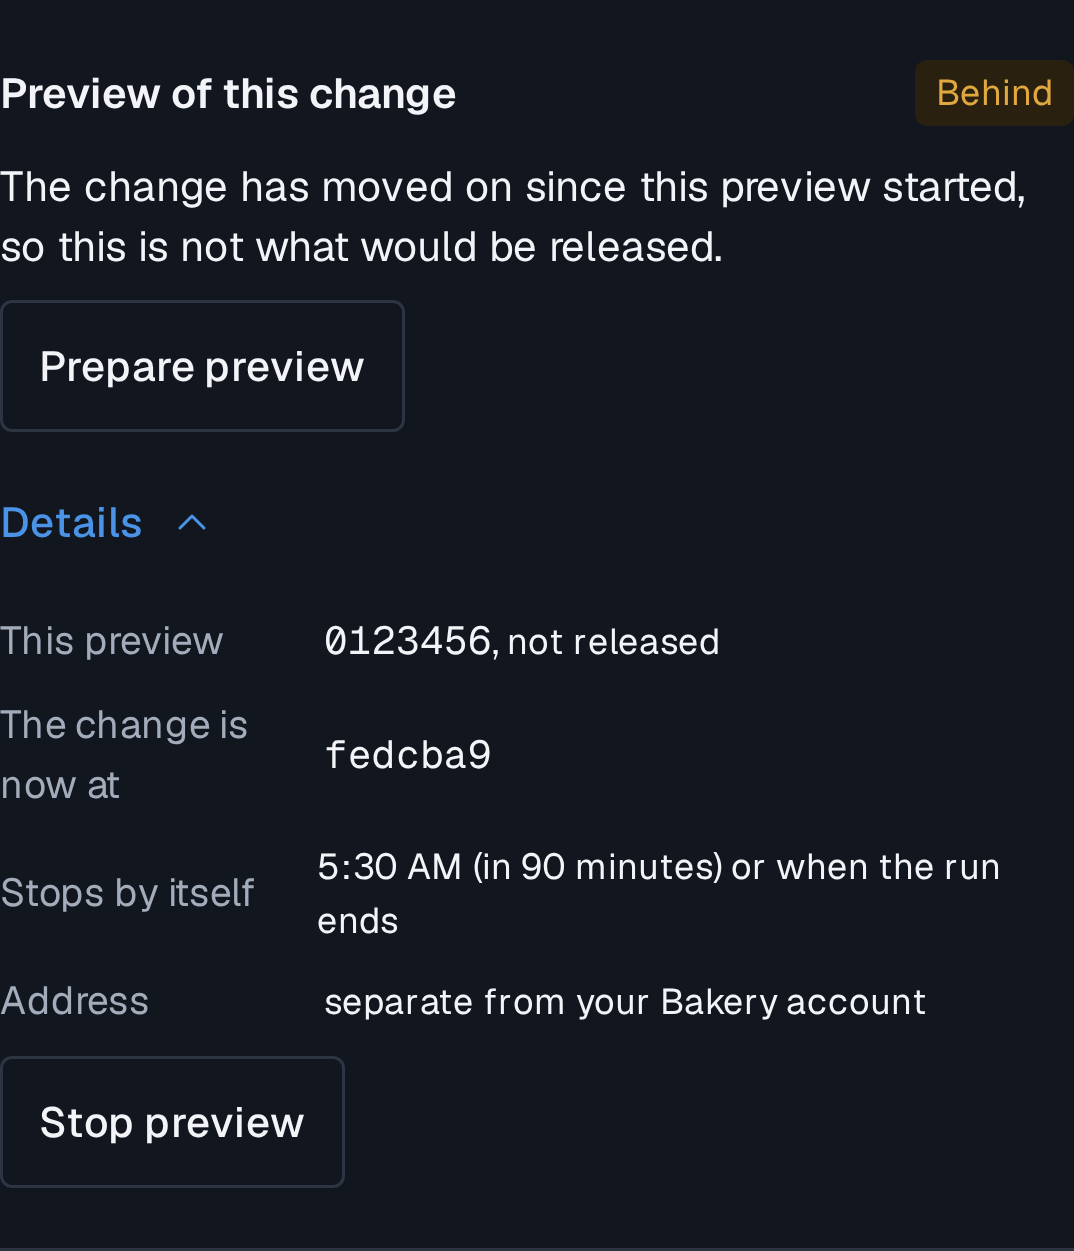 Preview of this change
Behind
The change has moved on since this preview started,
so this is not what would be released.
Prepare preview
Details
This preview
0123456, not released
The change is
now at
fedcba9
Stops by itself
5:30 AM (in 90 minutes) or when the run
ends
Address
separate from your Bakery account
Stop preview